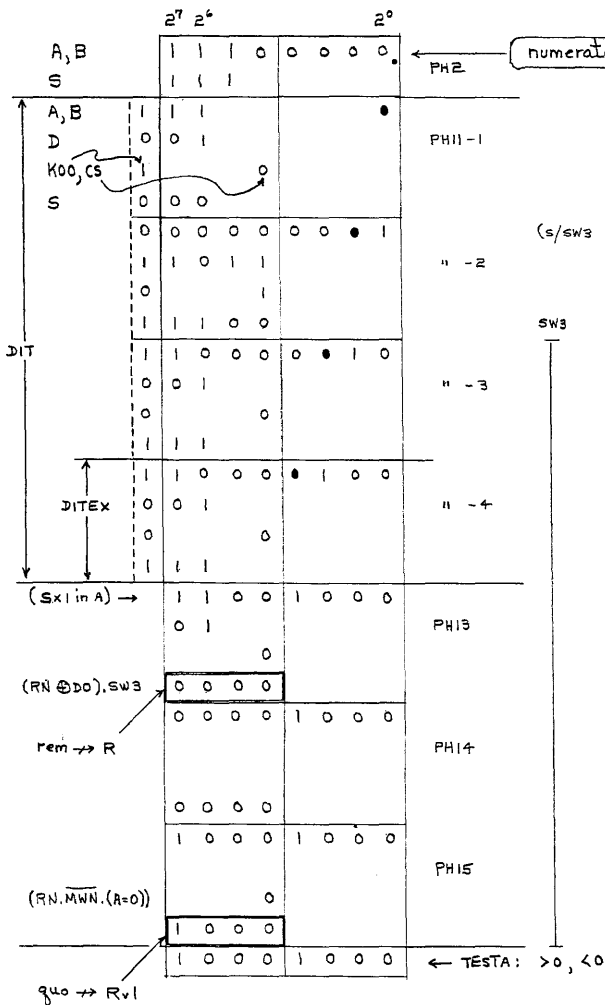 2⁷ 2⁶ 2⁰
A, B 1 1 1 0 0 0 0 0. numerat
S 1 1 1 PH2
A, B 1 1 1 ●
D 0 0 1 PH11-1
K00, CS 1 0
S 0 0 0
0 0 0 0 0 0 0 ● 1 (S/SW3
1 1 0 1 1 " -2
0 1
1 1 1 0 0 SW3
DIT
1 1 0 0 0 0 ● 1 0
0 0 1 " -3
0 0
1 1 1
1 1 0 0 0 ● 1 0 0
DITEX 0 0 1 " -4
0 0
1 1 1
(S×1 in A) → 1 1 0 0 1 0 0 0
0 1 PH13
0
(RN ⊕ D0).SW3 0 0 0 0
0 0 0 0 1 0 0 0
rem → R PH14
0 0 0 0
1 0 0 0 1 0 0 0
PH15
(RN.M̅W̅N̅.(A=0)) 0
1 0 0 0
1 0 0 0 1 0 0 0 ← TESTA: >0, <0
quo → Rv1